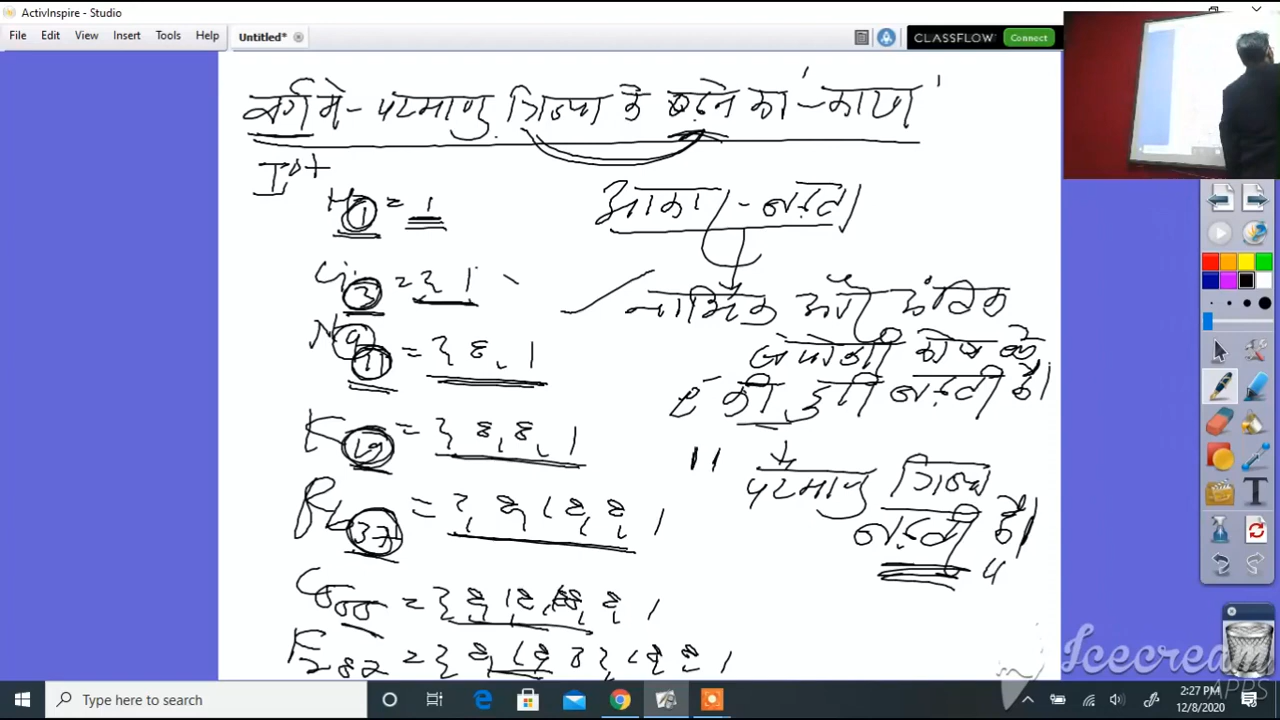 ActivInspire - Studio
File Edit View Insert Tools Help Untitled*
CLASSFLOW Connect
वर्ग मे - परमाणु त्रिज्या के बढ़ने का '- कारण'
Ist
H1 = 1
आकार - बढ़ता
Li3 = 2 1
नाभिक और अंतिम
Na11 = 2 8, 1
कोष के
e- की दुरी बढ़ती है।
K19 = 2 8, 8, 1
" परमाणु त्रिज्या
Rb37 = 2, 8, 18, 8, 1
बढ़ती है। "
Icecream
APPS
Type here to search
2:27 PM
12/8/2020